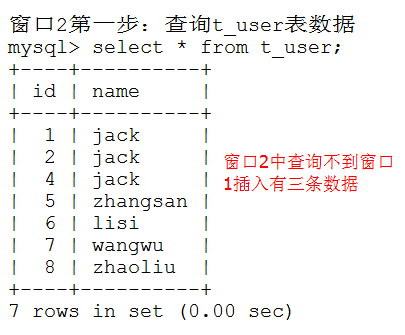 窗口2第一步：查询t_user表数据
mysql> select * from t_user;
+----+----------+
| id | name     |
+----+----------+
|  1 | jack     |
|  2 | jack     |
|  4 | jack     |
|  5 | zhangsan |
|  6 | lisi     |
|  7 | wangwu   |
|  8 | zhaoliu  |
+----+----------+
7 rows in set (0.00 sec)
窗口2中查询不到窗口
1插入有三条数据